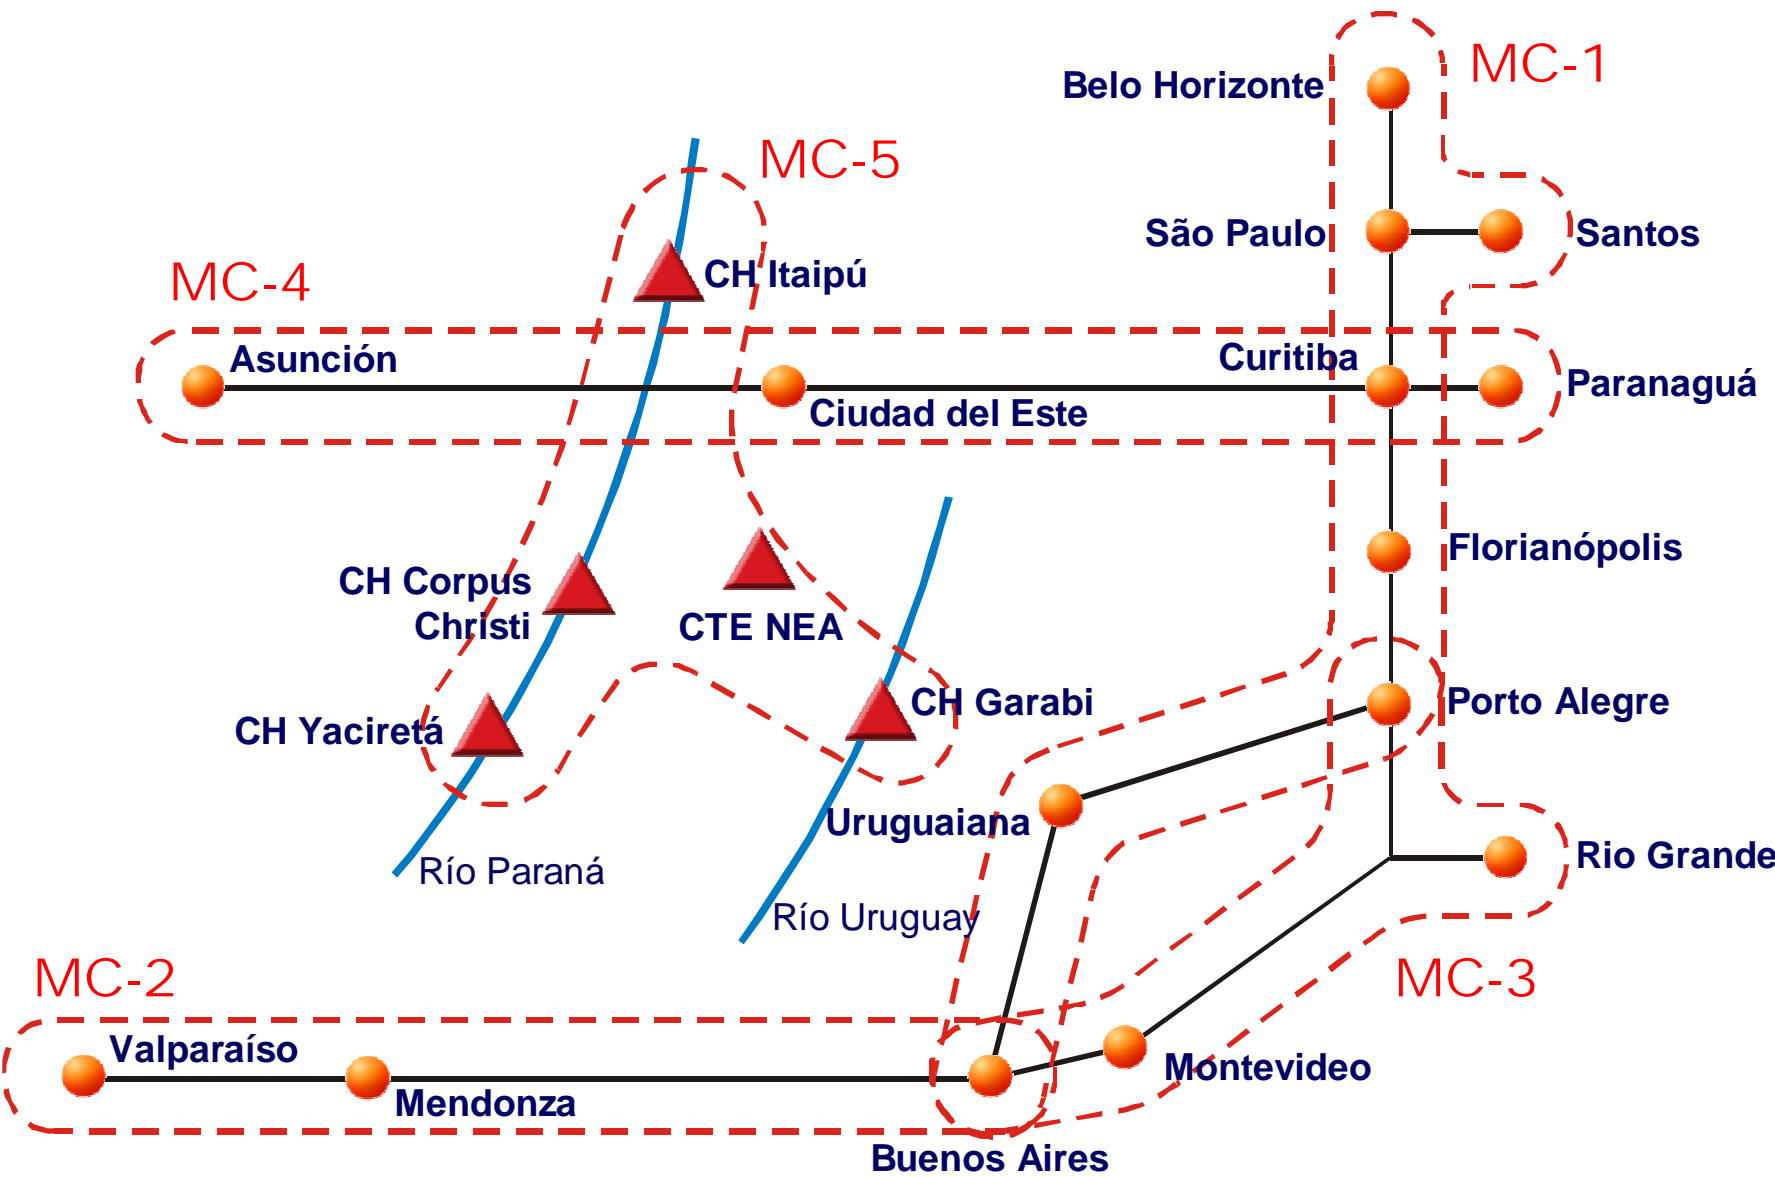 MC-1
Belo Horizonte
MC-5
São Paulo
Santos
CH Itaipú
MC-4
Asunción
Curitiba
Paranaguá
Ciudad del Este
Florianópolis
CH Corpus
Christi
CTE NEA
CH Garabi
Porto Alegre
CH Yaciretá
Uruguaiana
Río Paraná
Rio Grande
Río Uruguay
MC-2
MC-3
Valparaíso
Montevideo
Mendonza
Buenos Aires